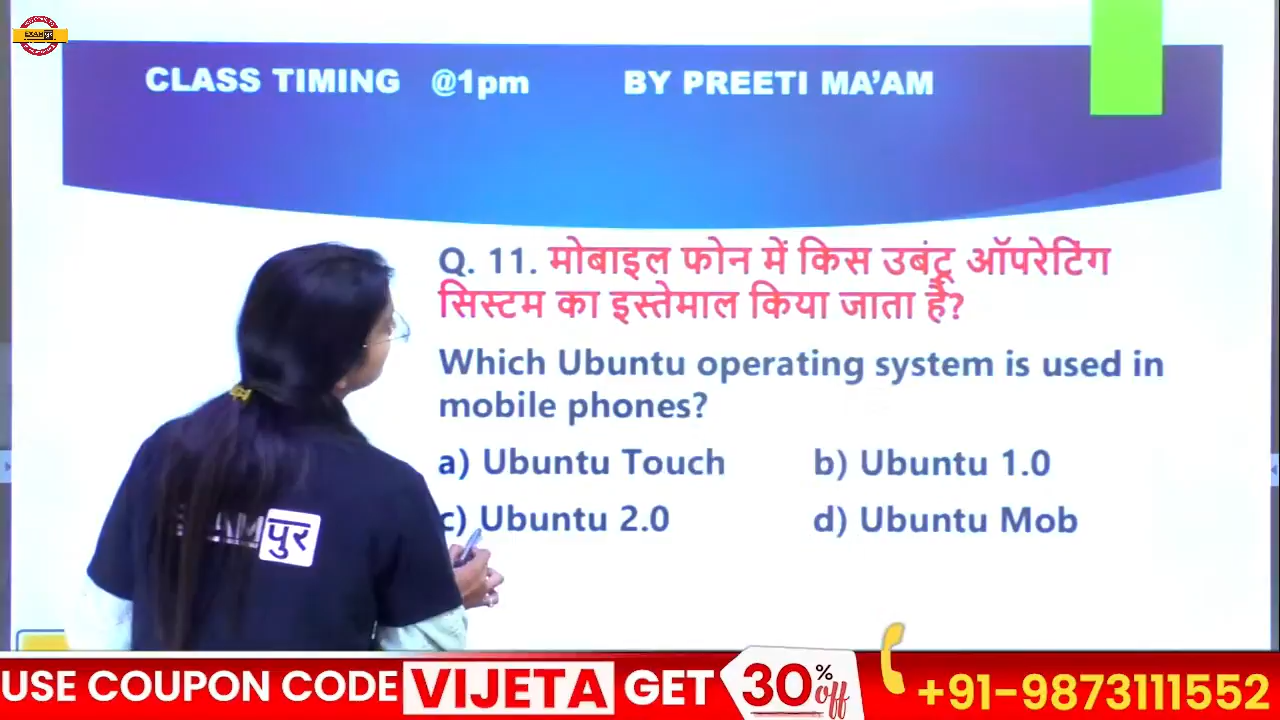 CLASS TIMING @1pm BY PREETI MA’AM
Q. 11. मोबाइल फोन में किस उबंटू ऑपरेटिंग
सिस्टम का इस्तेमाल किया जाता है?
Which Ubuntu operating system is used in
mobile phones?
a) Ubuntu Touch b) Ubuntu 1.0
c) Ubuntu 2.0 d) Ubuntu Mob
AM पुर
USE COUPON CODE VIJETA GET 30% off +91-9873111552